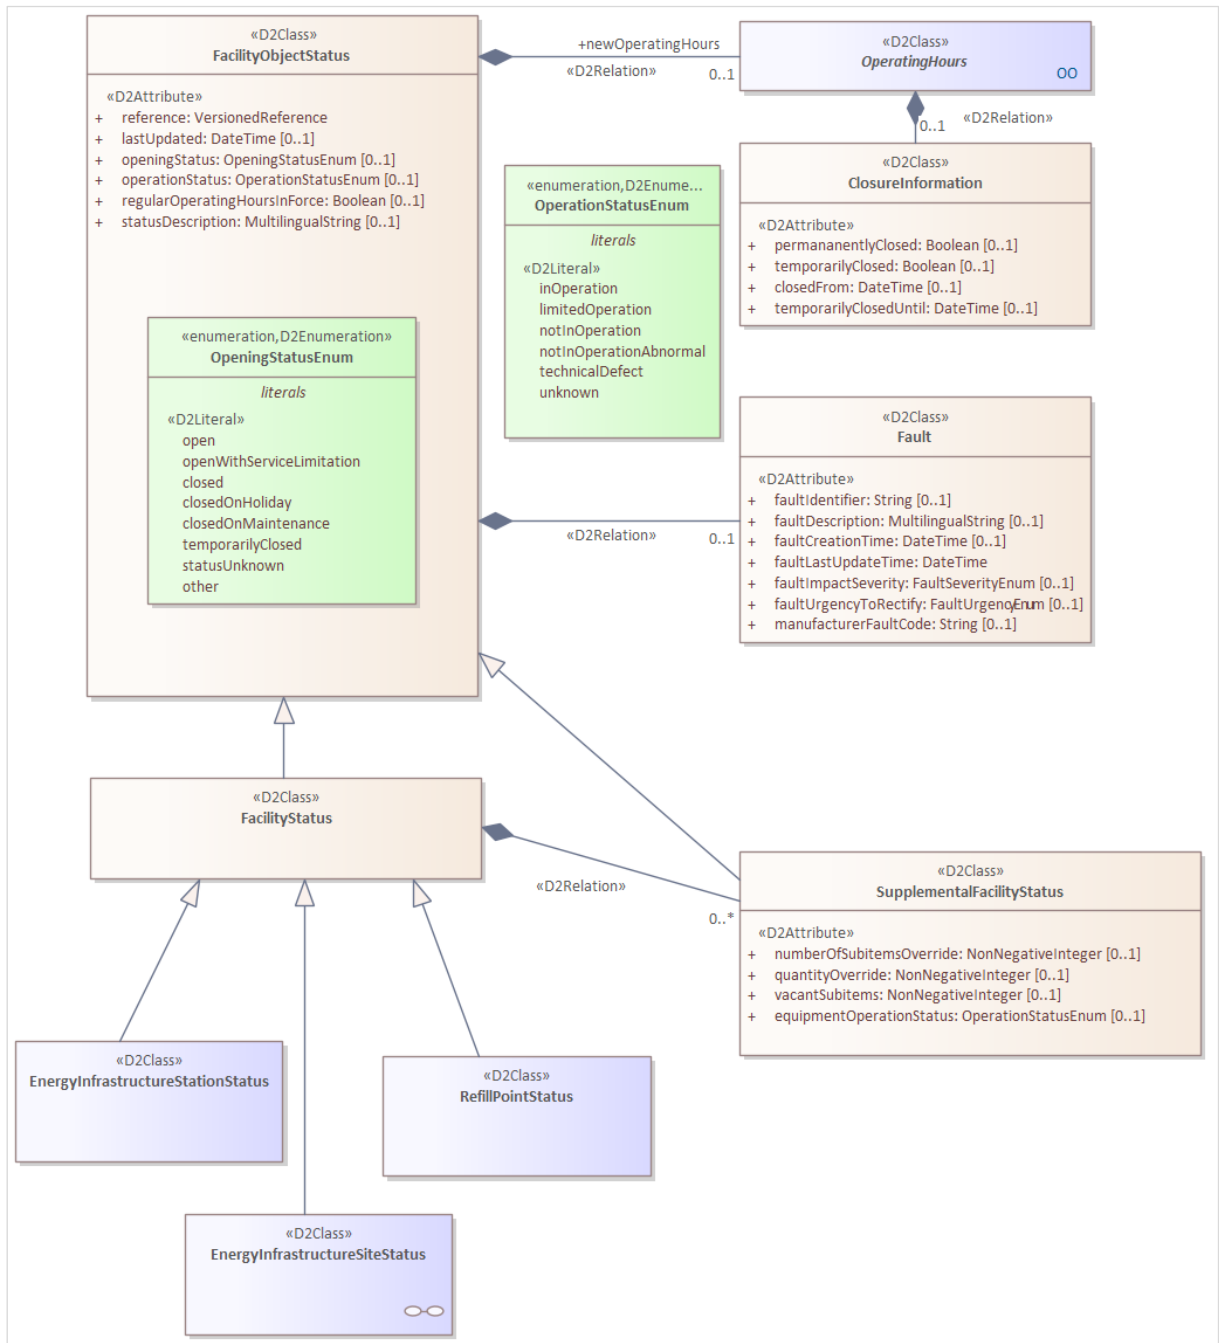 «D2Class»
FacilityObjectStatus
«D2Attribute»
+ reference: VersionedReference
+ lastUpdated: DateTime [0..1]
+ openingStatus: OpeningStatusEnum [0..1]
+ operationStatus: OperationStatusEnum [0..1]
+ regularOperatingHoursInForce: Boolean [0..1]
+ statusDescription: MultilingualString [0..1]
+newOperatingHours
«D2Relation»
0..1
«D2Class»
OperatingHours
OO
0..1
«D2Relation»
«D2Class»
ClosureInformation
«D2Attribute»
+ permananentlyClosed: Boolean [0..1]
+ temporarilyClosed: Boolean [0..1]
+ closedFrom: DateTime [0..1]
+ temporarilyClosedUntil: DateTime [0..1]
«enumeration,D2Enume...
OperationStatusEnum
literals
«D2Literal»
inOperation
limitedOperation
notInOperation
notInOperationAbnormal
technicalDefect
unknown
«enumeration,D2Enumeration»
OpeningStatusEnum
literals
«D2Literal»
open
openWithServiceLimitation
closed
closedOnHoliday
closedOnMaintenance
temporarilyClosed
statusUnknown
other
«D2Relation»
0..1
«D2Class»
Fault
«D2Attribute»
+ faultIdentifier: String [0..1]
+ faultDescription: MultilingualString [0..1]
+ faultCreationTime: DateTime [0..1]
+ faultLastUpdateTime: DateTime
+ faultImpactSeverity: FaultSeverityEnum [0..1]
+ faultUrgencyToRectify: FaultUrgencyEnum [0..1]
+ manufacturerFaultCode: String [0..1]
«D2Class»
FacilityStatus
«D2Relation»
0..*
«D2Class»
SupplementalFacilityStatus
«D2Attribute»
+ numberOfSubitemsOverride: NonNegativeInteger [0..1]
+ quantityOverride: NonNegativeInteger [0..1]
+ vacantSubitems: NonNegativeInteger [0..1]
+ equipmentOperationStatus: OperationStatusEnum [0..1]
«D2Class»
EnergyInfrastructureStationStatus
«D2Class»
RefillPointStatus
«D2Class»
EnergyInfrastructureSiteStatus